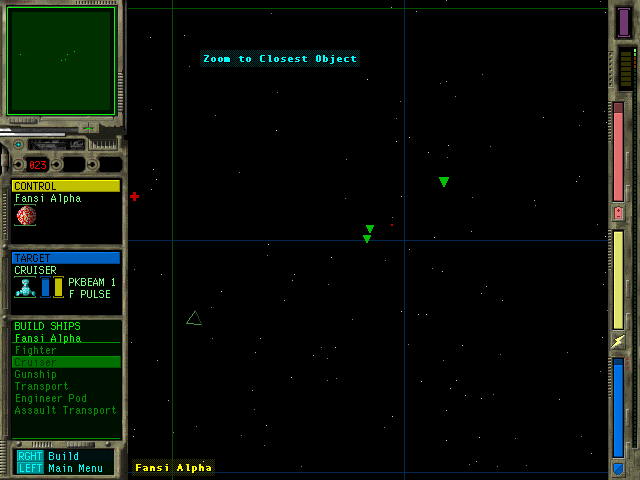 Zoom to Closest Object
023
CONTROL
Fansi Alpha
TARGET
CRUISER
PKBEAM 1
F PULSE
BUILD SHIPS
Fansi Alpha
Fighter
Cruiser
Gunship
Transport
Engineer Pod
Assault Transport
RGHT Build
LEFT Main Menu
Fansi Alpha